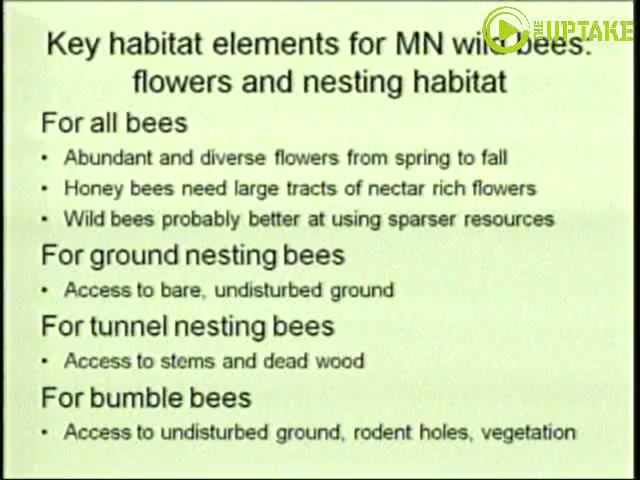 THE UPTAKE
Key habitat elements for MN wild bees:
flowers and nesting habitat
For all bees
• Abundant and diverse flowers from spring to fall
• Honey bees need large tracts of nectar rich flowers
• Wild bees probably better at using sparser resources
For ground nesting bees
• Access to bare, undisturbed ground
For tunnel nesting bees
• Access to stems and dead wood
For bumble bees
• Access to undisturbed ground, rodent holes, vegetation